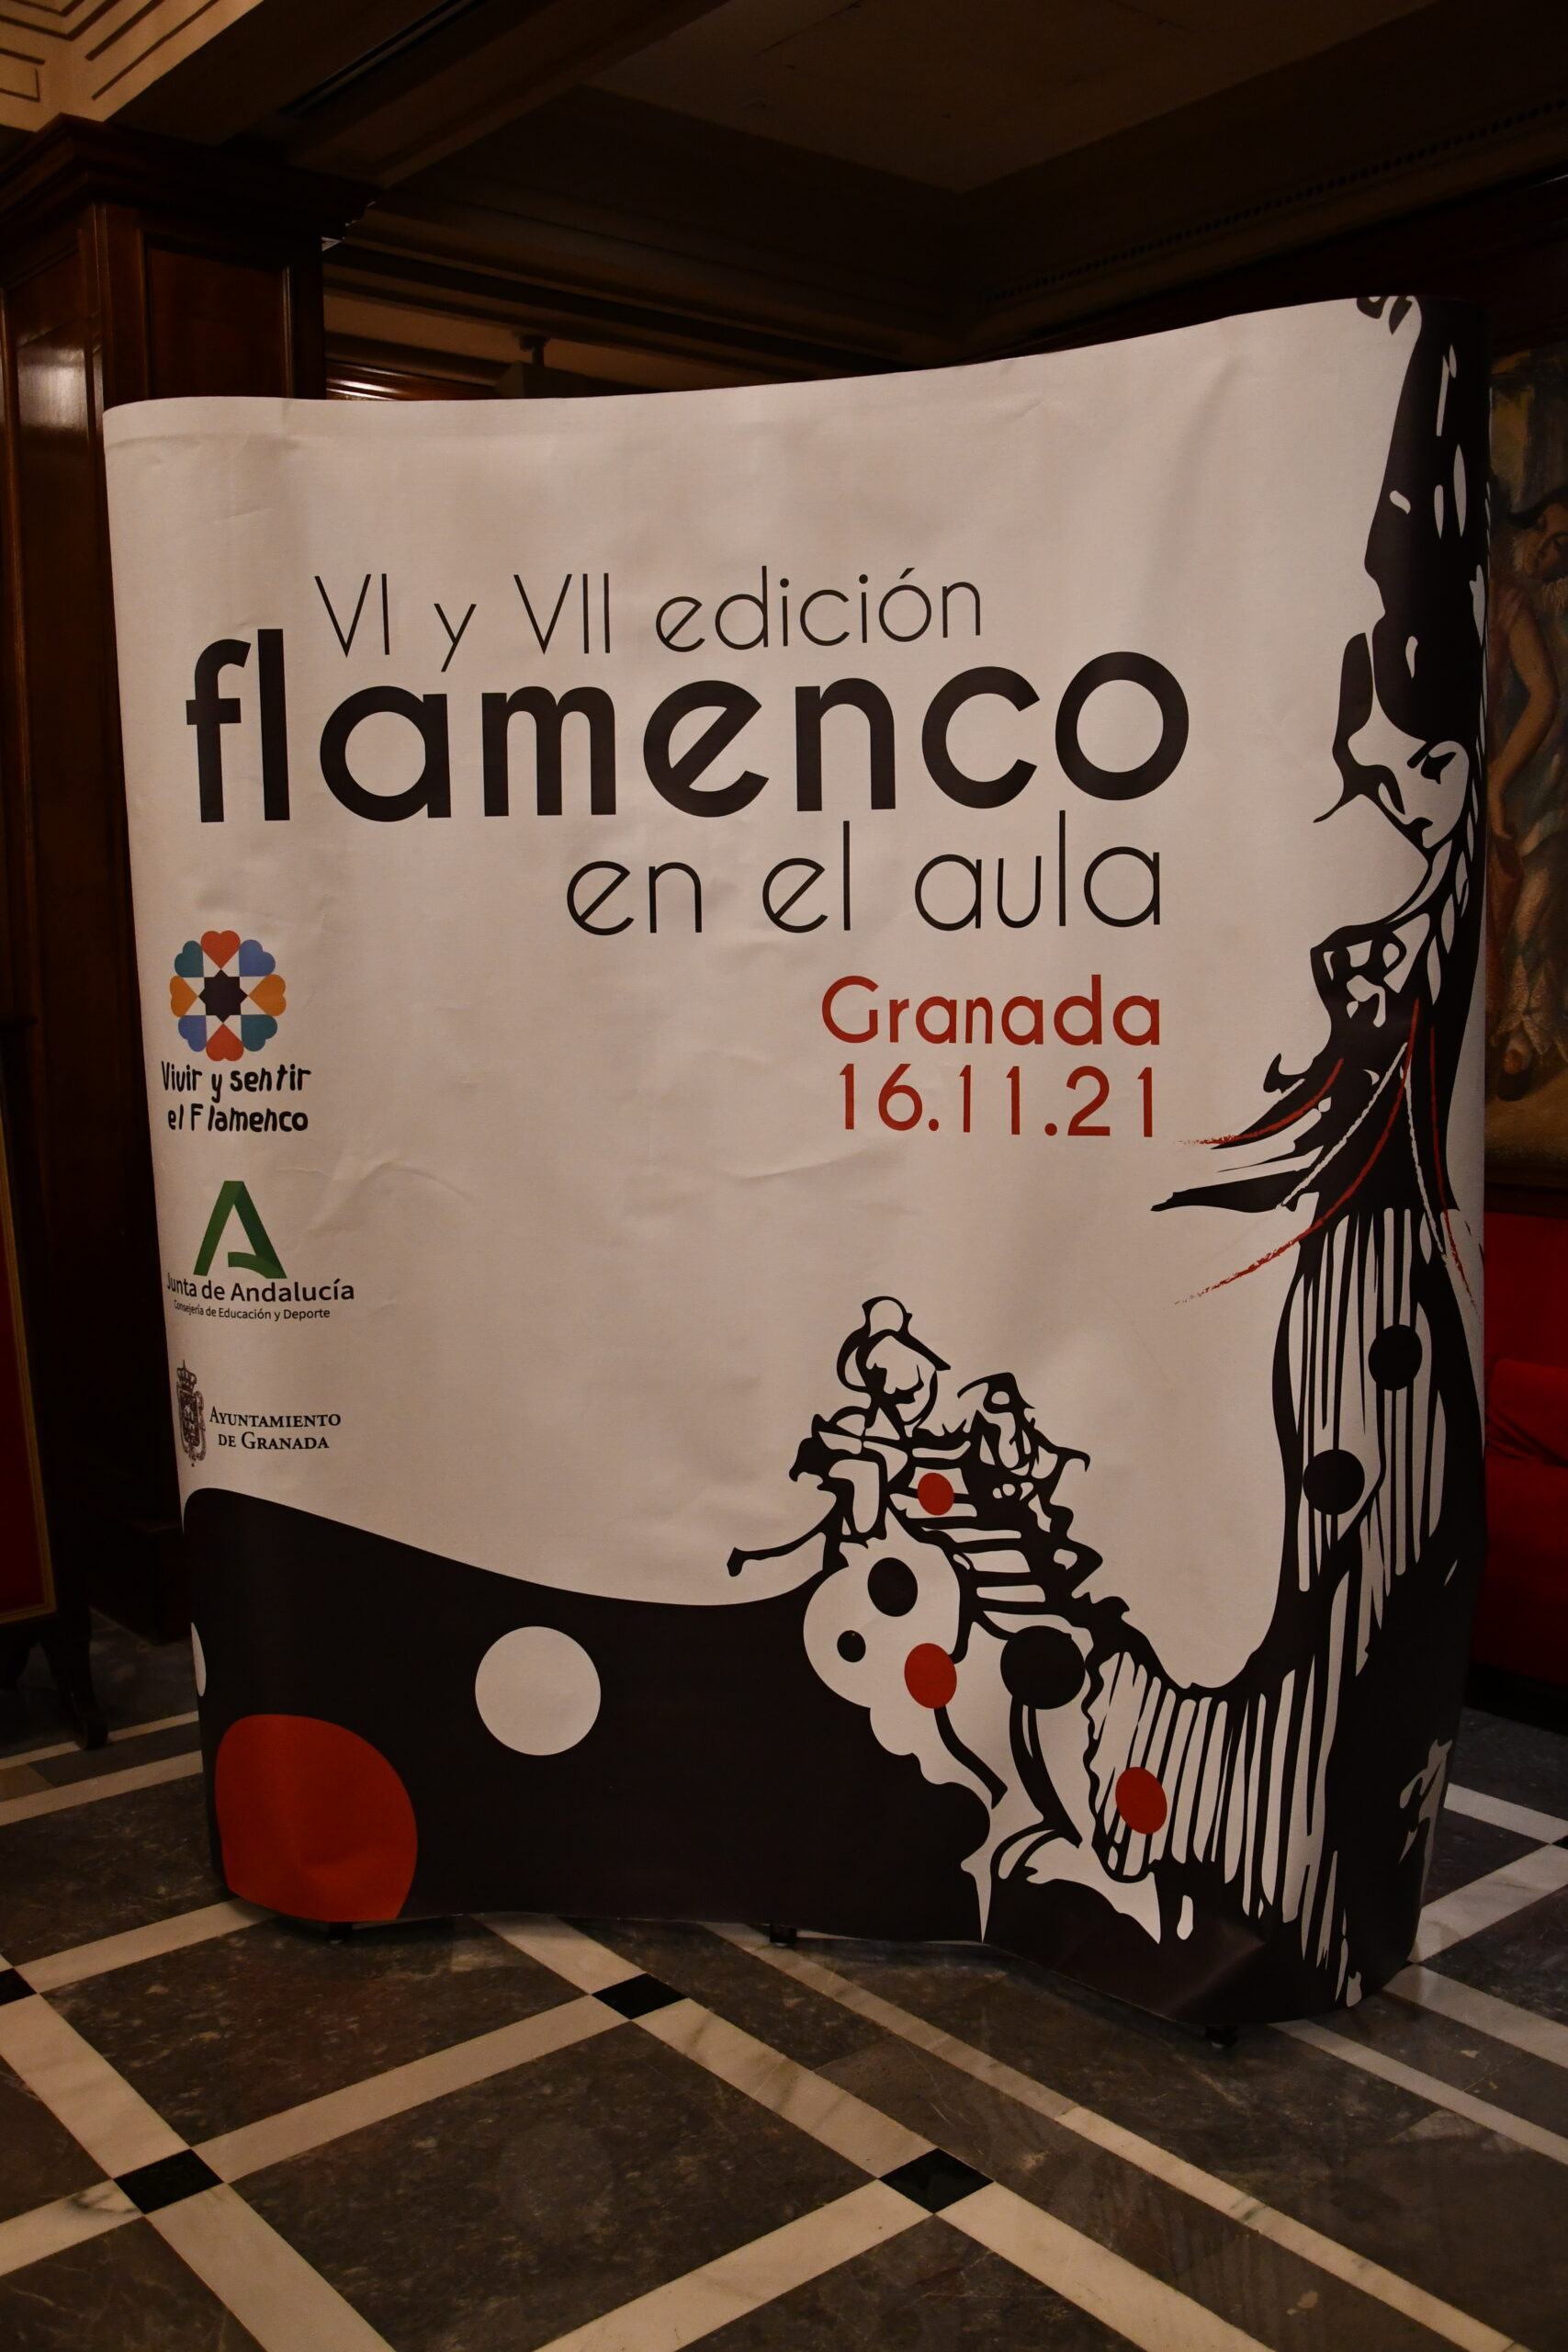 VI y VII edición
flamenco
en el aula
Granada
16.11.21
Vivir y sentir
el Flamenco
Junta de Andalucía
Consejería de Educación y Deporte
AYUNTAMIENTO
DE GRANADA